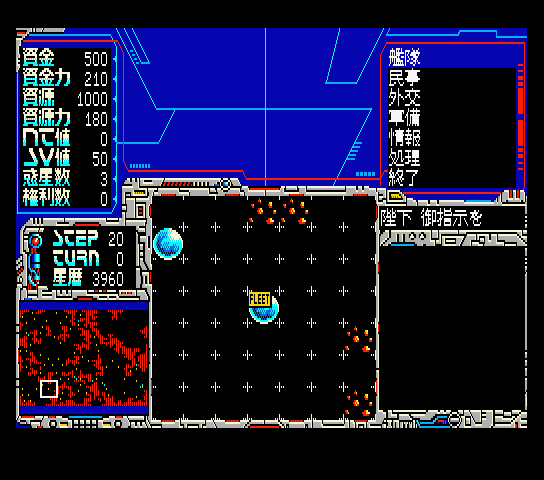 資金 500
資金力 210
資源 1000
資源力 180
NT値 0
SY値 50
惑星数 3
権利数 0
艦隊
民事
外交
軍備
情報
処理
終了
陛下 御指示を
STEP 20
TURN 0
星暦 3960
FLEET